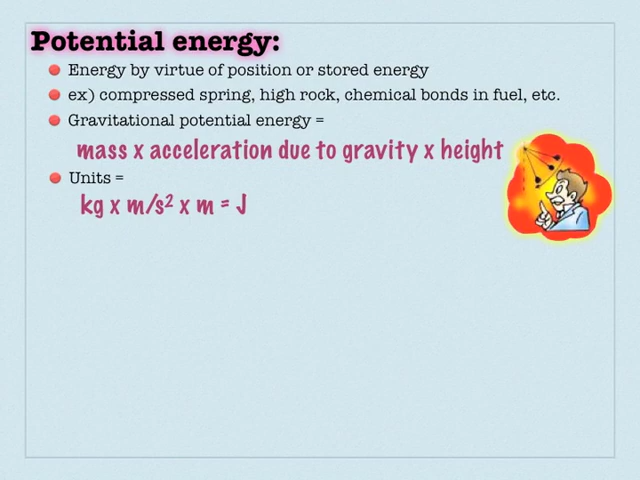 Potential energy:
Energy by virtue of position or stored energy
ex) compressed spring, high rock, chemical bonds in fuel, etc.
Gravitational potential energy =
mass x acceleration due to gravity x height
Units =
kg x m/s² x m = J